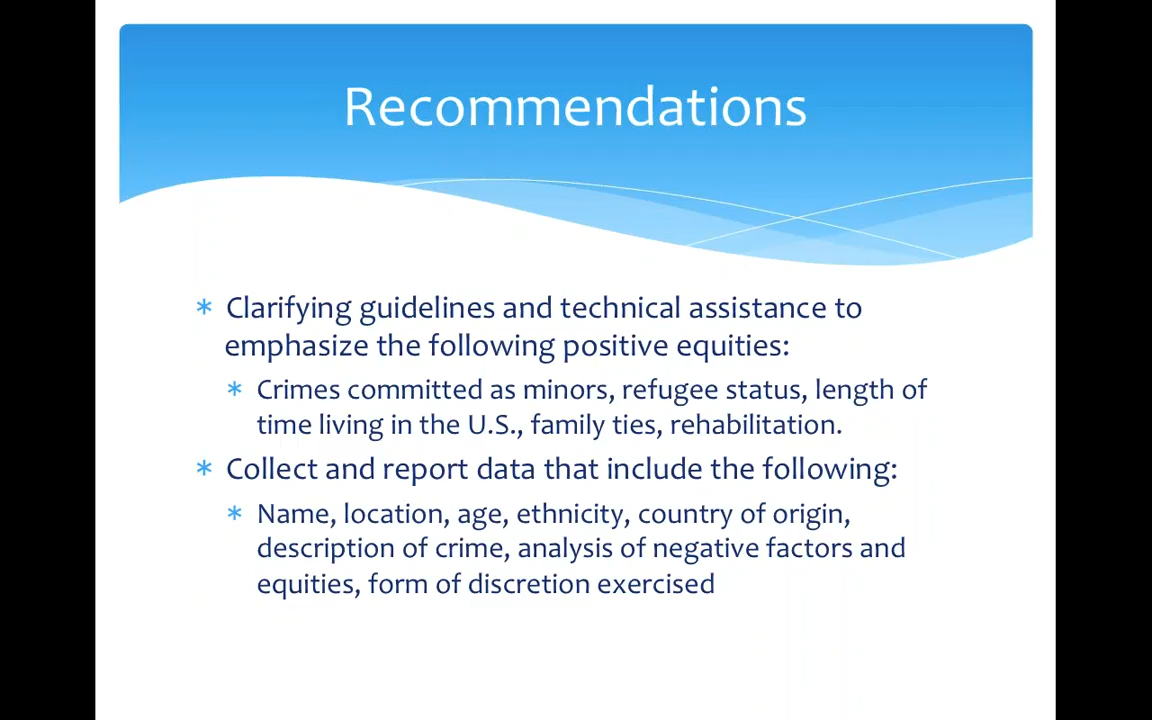 Recommendations
* Clarifying guidelines and technical assistance to
emphasize the following positive equities:
* Crimes committed as minors, refugee status, length of
time living in the U.S., family ties, rehabilitation.
* Collect and report data that include the following:
* Name, location, age, ethnicity, country of origin,
description of crime, analysis of negative factors and
equities, form of discretion exercised